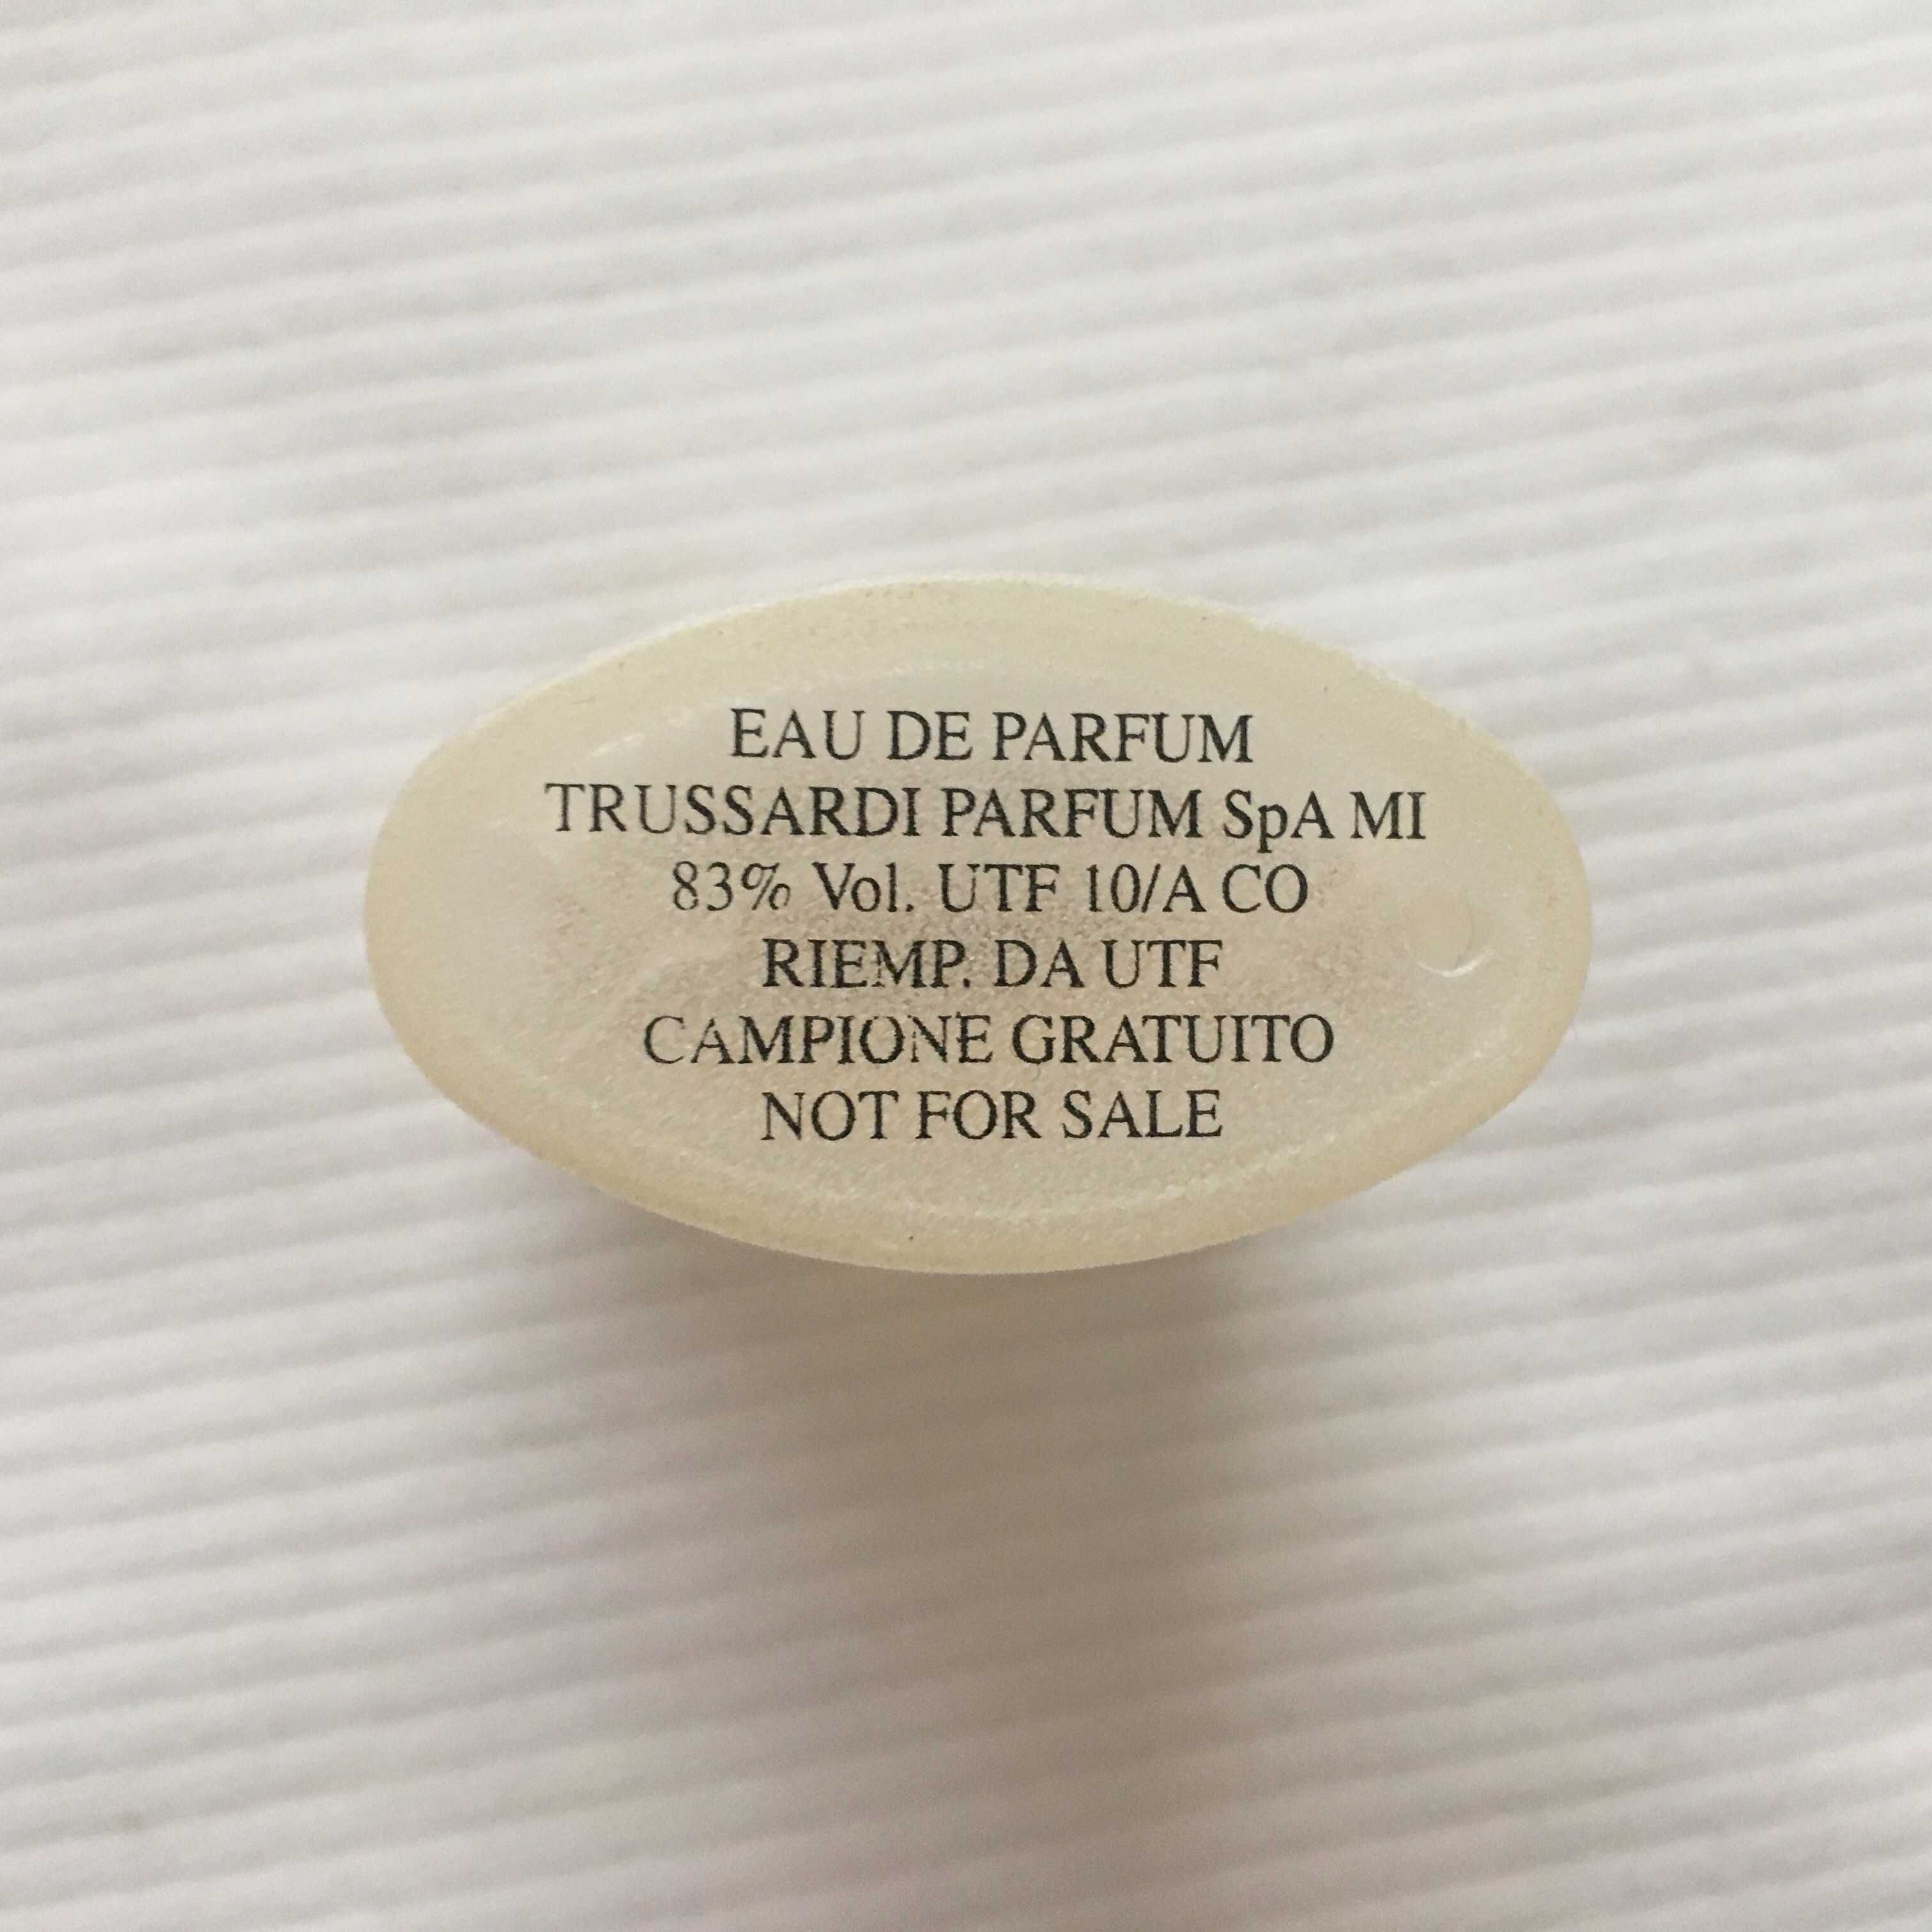 EAU DE PARFUM
TRUSSARDI PARFUM SpA MI
83% Vol. UTF 10/A CO
RIEMP. DA UTF
CAMPIONE GRATUITO
NOT FOR SALE